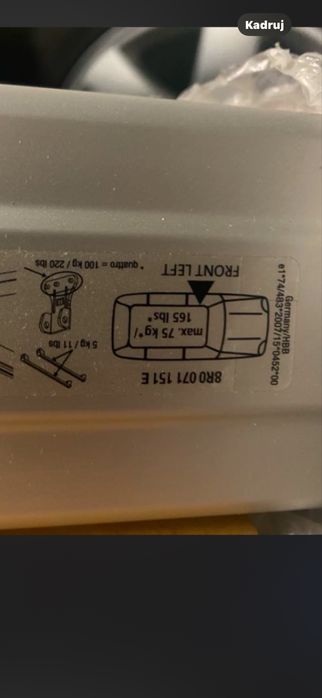 Kadruj
8R0 071 151 E
max. 75 kg*/
165 lbs*
FRONT LEFT
5 kg / 11 lbs
* quattro = 100 kg / 220 lbs
Germany/HBB
e1*74/483*2007/15*0452*00